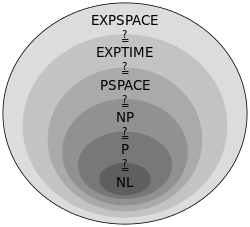 EXPSPACE
?
=
EXPTIME
?
=
PSPACE
?
=
NP
?
=
P
?
=
NL